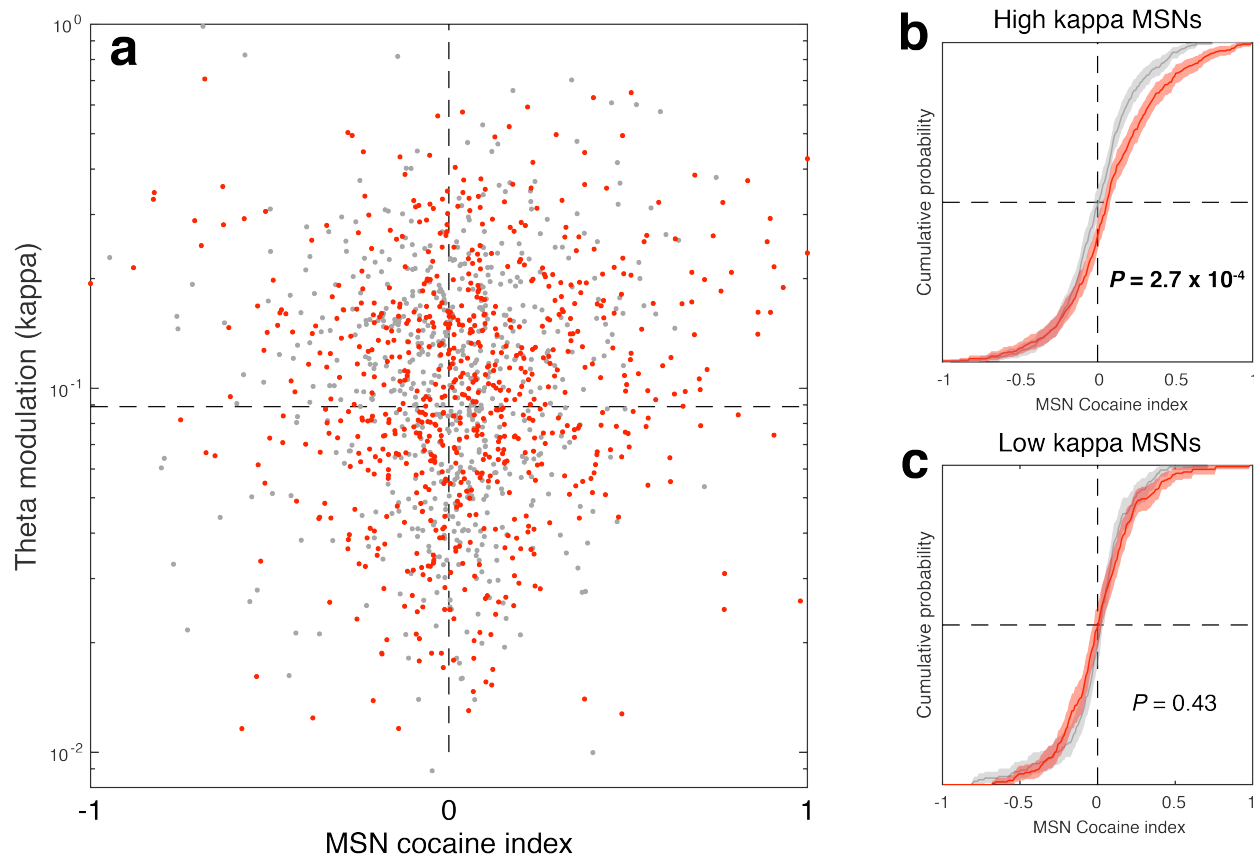 a
10⁰
10⁻¹
10⁻²
Theta modulation (kappa)
-1
0
1
MSN cocaine index
b
High kappa MSNs
Cumulative probability
P = 2.7 x 10⁻⁴
-1
-0.5
0
0.5
1
MSN Cocaine index
c
Low kappa MSNs
Cumulative probability
P = 0.43
-1
-0.5
0
0.5
1
MSN Cocaine index